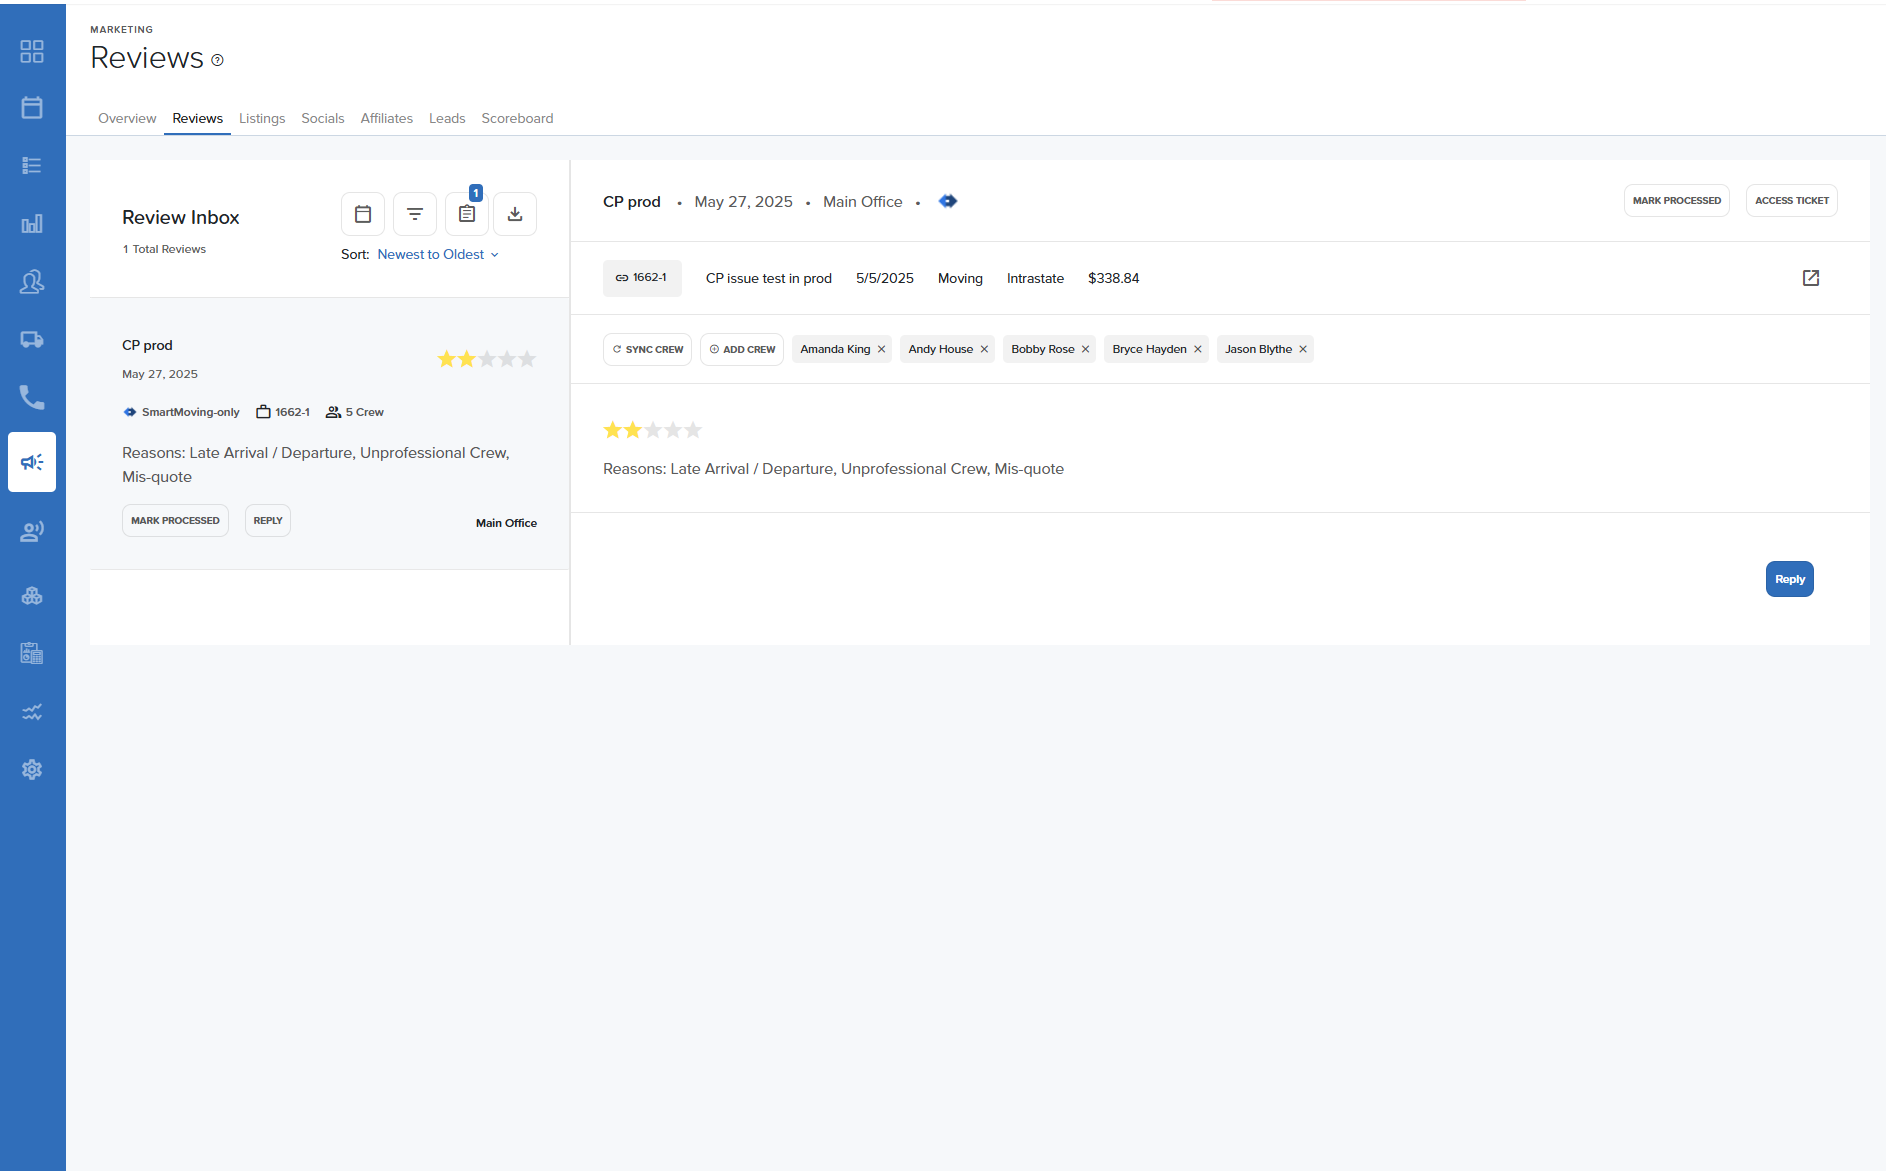 MARKETING
Reviews
Overview Reviews Listings Socials Affiliates Leads Scoreboard
Review Inbox
1 Total Reviews
1
Sort: Newest to Oldest
CP prod
May 27, 2025
SmartMoving-only 1662-1 5 Crew
Reasons: Late Arrival / Departure, Unprofessional Crew,
Mis-quote
MARK PROCESSED REPLY Main Office
CP prod • May 27, 2025 • Main Office •
MARK PROCESSED ACCESS TICKET
1662-1 CP issue test in prod 5/5/2025 Moving Intrastate $338.84
SYNC CREW ADD CREW Amanda King Andy House Bobby Rose Bryce Hayden Jason Blythe
Reasons: Late Arrival / Departure, Unprofessional Crew, Mis-quote
Reply